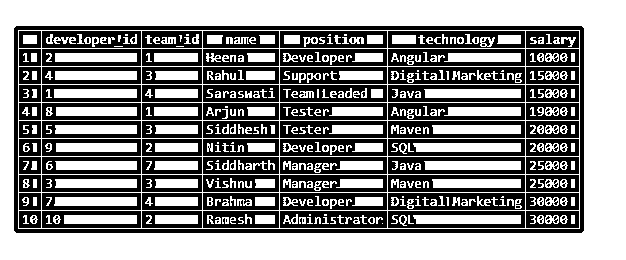 developer_id team_id name position technology salary
1 2 1 Heena Developer Angular 10000
2 4 3 Rahul Support Digital Marketing 15000
3 1 4 Saraswati Team Leaded Java 15000
4 8 1 Arjun Tester Angular 19000
5 5 3 Siddhesh Tester Maven 20000
6 9 2 Nitin Developer SQL 20000
7 6 7 Siddharth Manager Java 25000
8 3 3 Vishnu Manager Maven 25000
9 7 4 Brahma Developer Digital Marketing 30000
10 10 2 Ramesh Administrator SQL 30000